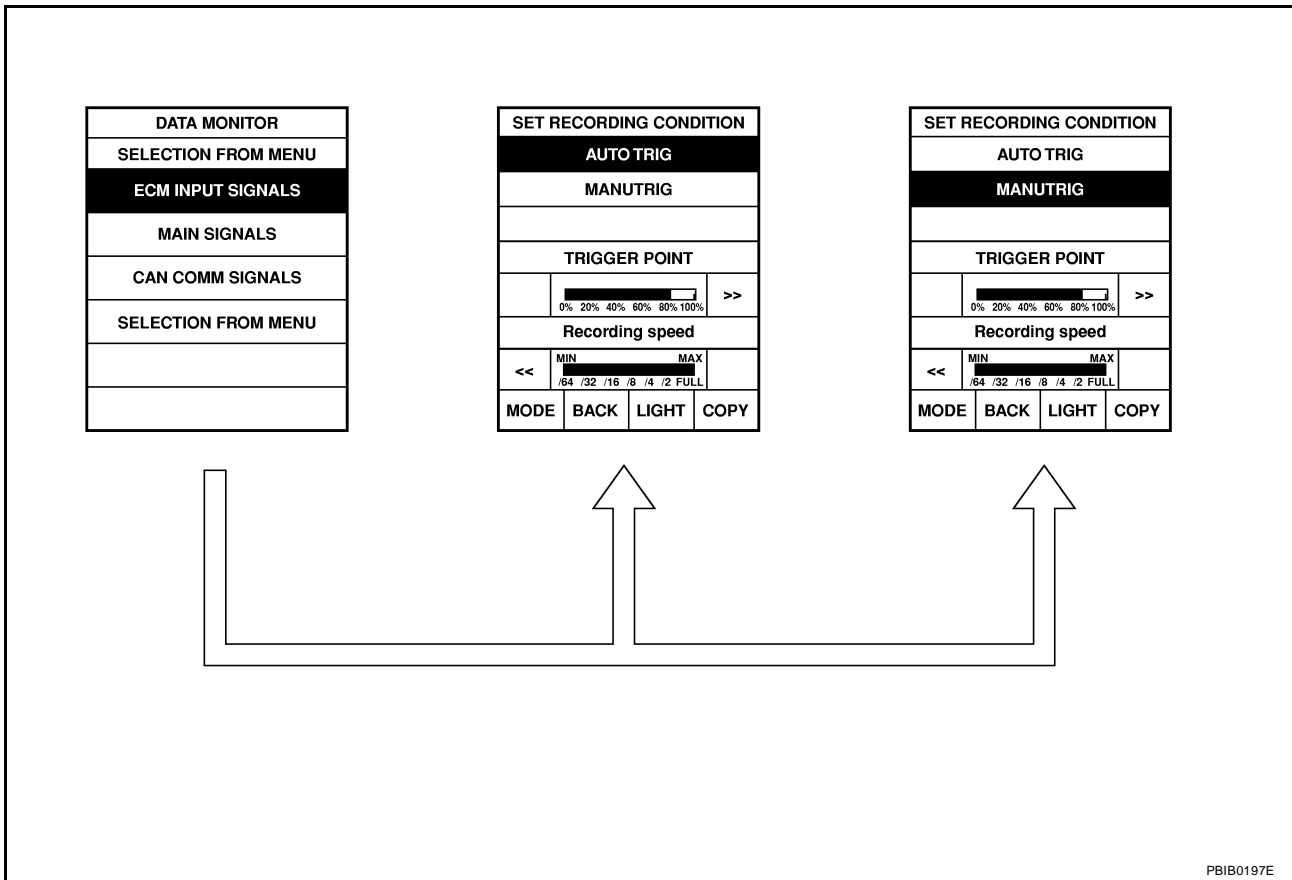 DATA MONITOR
SELECTION FROM MENU
ECM INPUT SIGNALS
MAIN SIGNALS
CAN COMM SIGNALS
SELECTION FROM MENU
SET RECORDING CONDITION
AUTO TRIG
MANUTRIG
TRIGGER POINT
>>
0% 20% 40% 60% 80% 100%
Recording speed
MIN MAX
<<
/64 /32 /16 /8 /4 /2 FULL
MODE BACK LIGHT COPY
SET RECORDING CONDITION
AUTO TRIG
MANUTRIG
TRIGGER POINT
>>
0% 20% 40% 60% 80% 100%
Recording speed
MIN MAX
<<
/64 /32 /16 /8 /4 /2 FULL
MODE BACK LIGHT COPY
PBIB0197E